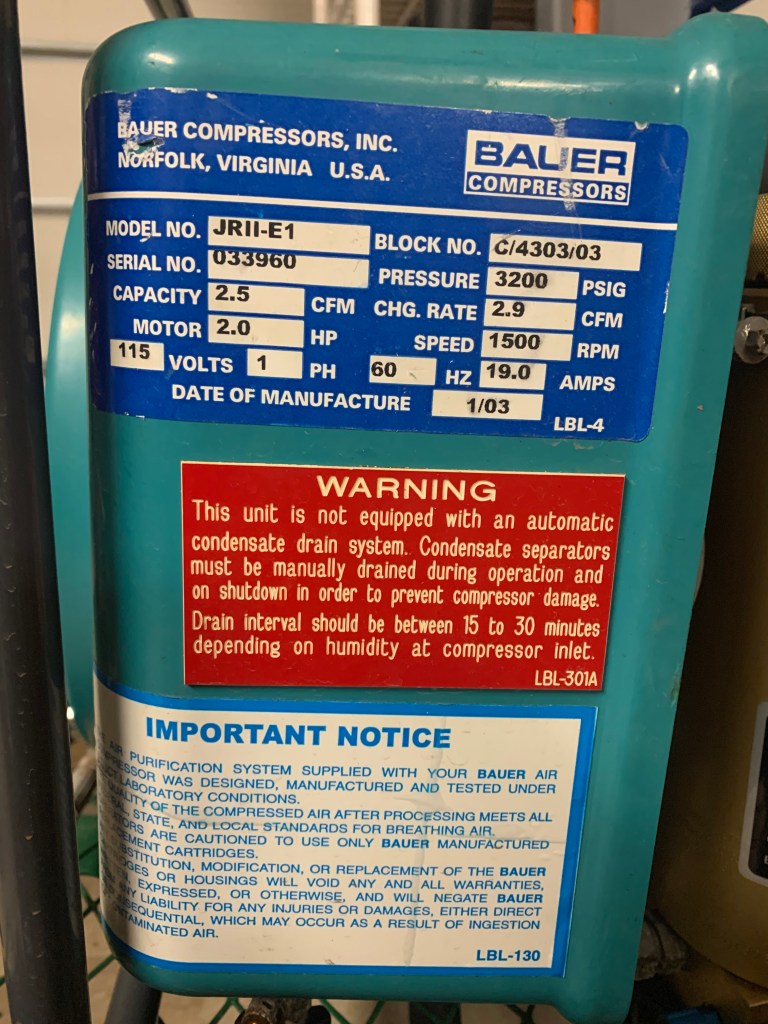 BAUER COMPRESSORS, INC.
NORFOLK, VIRGINIA U.S.A.
BAUER
COMPRESSORS
MODEL NO. JRII-E1 BLOCK NO. C/4303/03
SERIAL NO. 033960 PRESSURE 3200 PSIG
CAPACITY 2.5 CFM CHG. RATE 2.9 CFM
MOTOR 2.0 HP SPEED 1500 RPM
115 VOLTS 1 PH 60 HZ 19.0 AMPS
DATE OF MANUFACTURE 1/03
LBL-4
WARNING
This unit is not equipped with an automatic
condensate drain system. Condensate separators
must be manually drained during operation and
on shutdown in order to prevent compressor damage.
Drain interval should be between 15 to 30 minutes
depending on humidity at compressor inlet.
LBL-301A
IMPORTANT NOTICE
AIR PURIFICATION SYSTEM SUPPLIED WITH YOUR BAUER AIR
WAS DESIGNED, MANUFACTURED AND TESTED UNDER
LABORATORY CONDITIONS.
OF THE COMPRESSED AIR AFTER PROCESSING MEETS ALL
STATE, AND LOCAL STANDARDS FOR BREATHING AIR.
ARE CAUTIONED TO USE ONLY BAUER MANUFACTURED
CARTRIDGES.
MODIFICATION, OR REPLACEMENT OF THE BAUER
OR HOUSINGS WILL VOID ANY AND ALL WARRANTIES,
EXPRESSED, OR OTHERWISE, AND WILL NEGATE BAUER
LIABILITY FOR ANY INJURIES OR DAMAGES, EITHER DIRECT
WHICH MAY OCCUR AS A RESULT OF INGESTION
AIR.
LBL-130